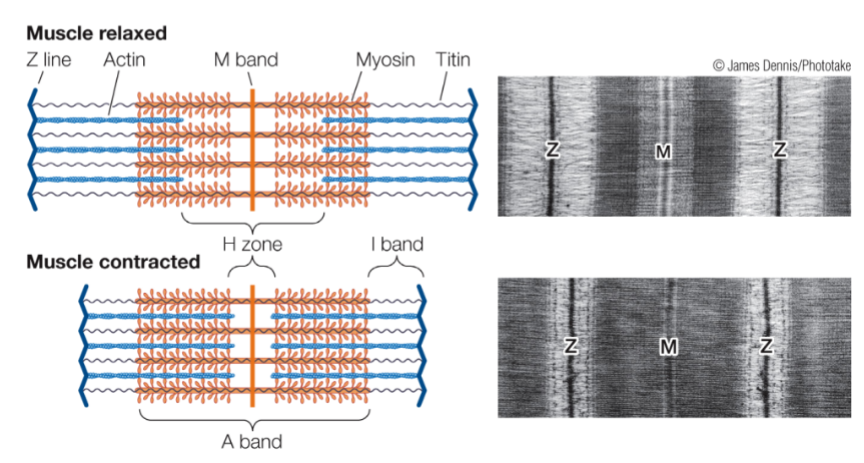 Muscle relaxed
Z line Actin M band Myosin Titin
© James Dennis/Phototake
Z M Z
H zone I band
Muscle contracted
Z M Z
A band